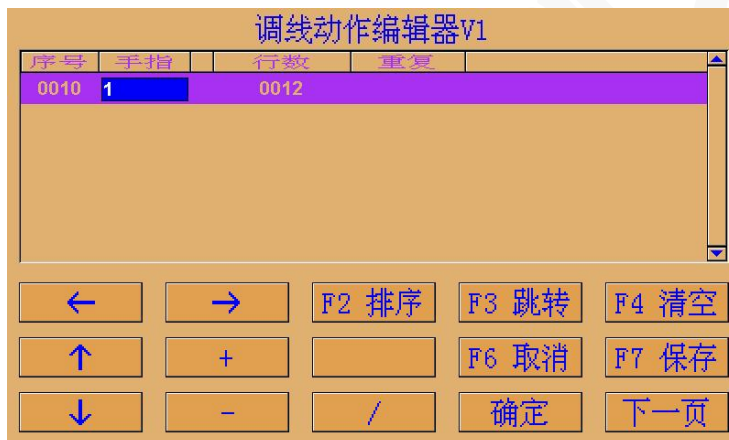 调线动作编辑器V1
序号 手指 行数 重复
0010 1 0012
← → F2 排序 F3 跳转 F4 清空
↑ + F6 取消 F7 保存
↓ - / 确定 下一页